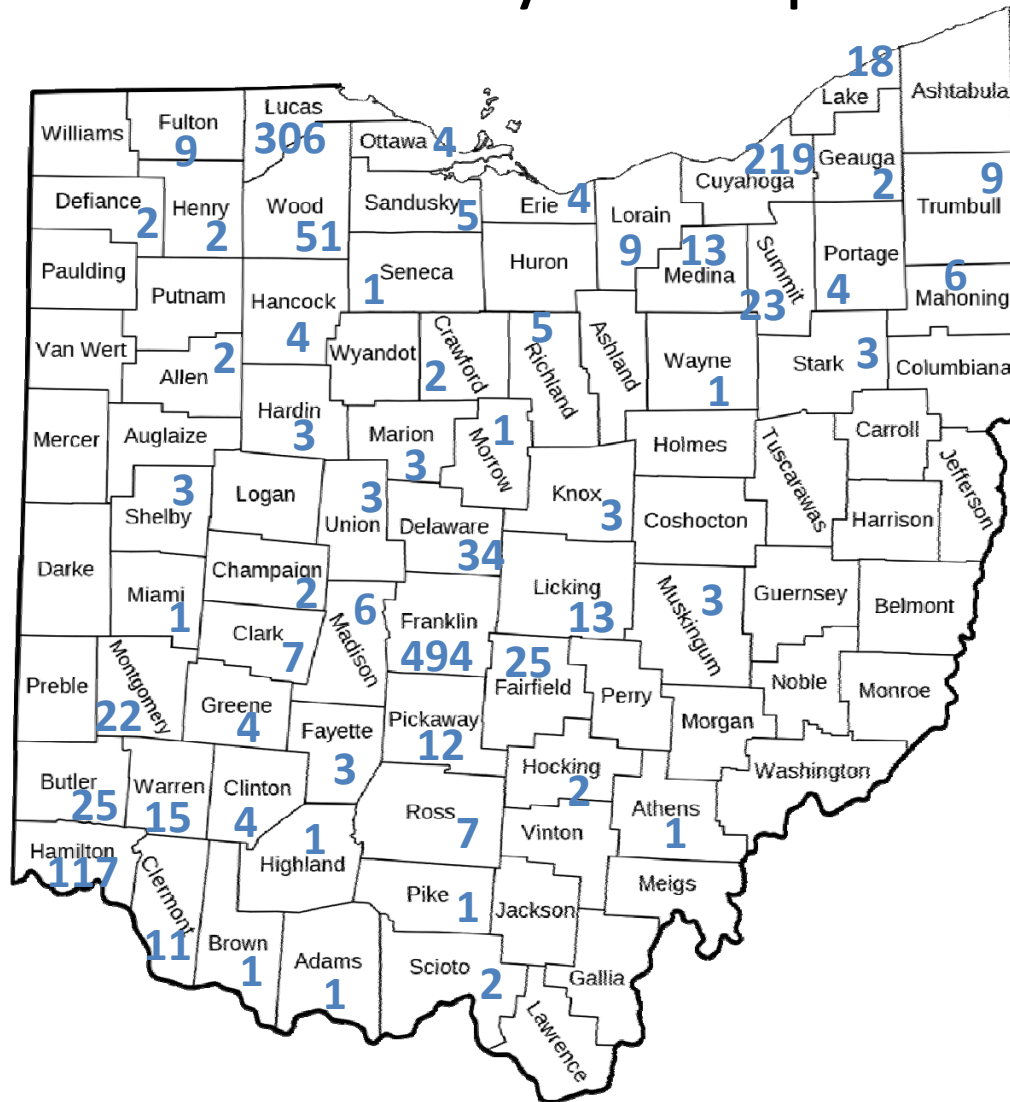 18
Lake
Ashtabula
Lucas
306
Williams
Fulton
9
Ottawa 4
219
Cuyahoga
Geauga
2
9
Trumbull
Defiance
2
Henry
2
Wood
51
Sandusky
5
Erie 4
Lorain
9
13
Medina
Summit
23
Portage
4
6
Mahoning
Paulding
Putnam
Hancock
4
Seneca
1
Huron
Van Wert
2
Allen
Wyandot
Crawford
2
5
Richland
Ashland
Wayne
1
Stark 3
Columbiana
Mercer
Auglaize
Hardin
3
Marion
3
1
Morrow
Holmes
Tuscarawas
Carroll
Jefferson
3
Shelby
Logan
3
Union
Delaware
34
Knox
3
Coshocton
Harrison
Darke
Miami
1
Champaign
2
6
Madison
Franklin
494
Licking
13
3
Muskingum
Guernsey
Belmont
Clark
7
Preble
Montgomery
22
Greene
4
Fayette
3
Pickaway
12
25
Fairfield
Perry
Morgan
Noble
Monroe
Butler
25
Warren
15
Clinton
4
Hocking
2
Washington
Ross
7
Vinton
Athens
1
Hamilton
117
Clermont
11
1
Highland
Pike 1
Jackson
Meigs
Brown
1
Adams
1
Scioto
2
Gallia
Lawrence